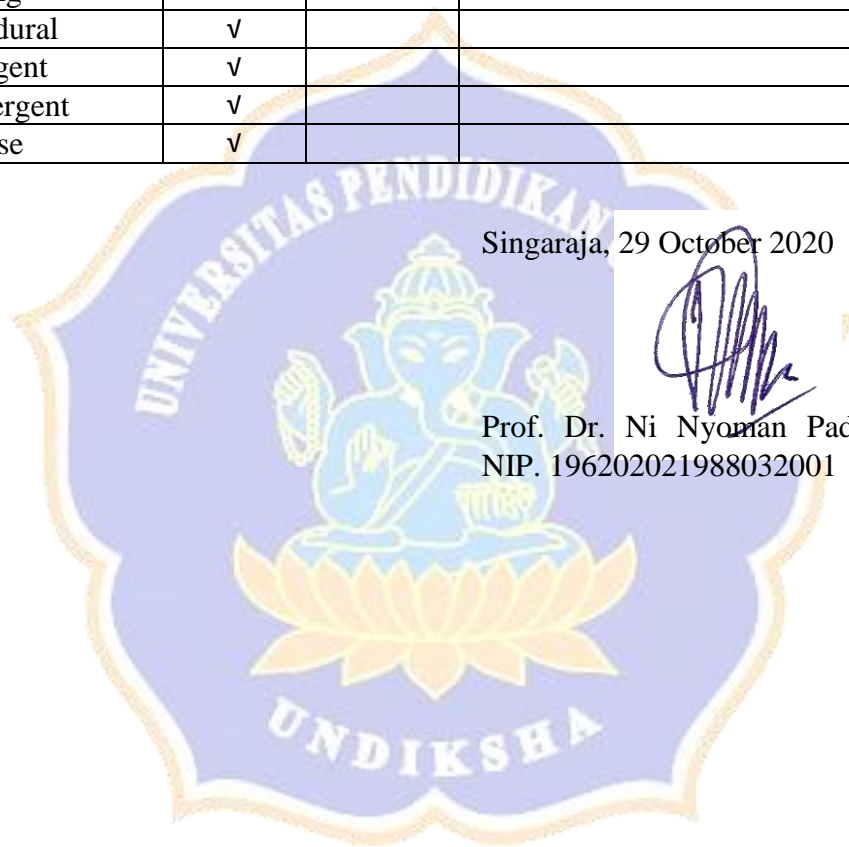 dural √
gent √
ergent √
se √
UNIVERSITAS PENDIDIKAN
Singaraja, 29 October 2020
Prof. Dr. Ni Nyoman Pad
NIP. 196202021988032001
UNDIKSHA